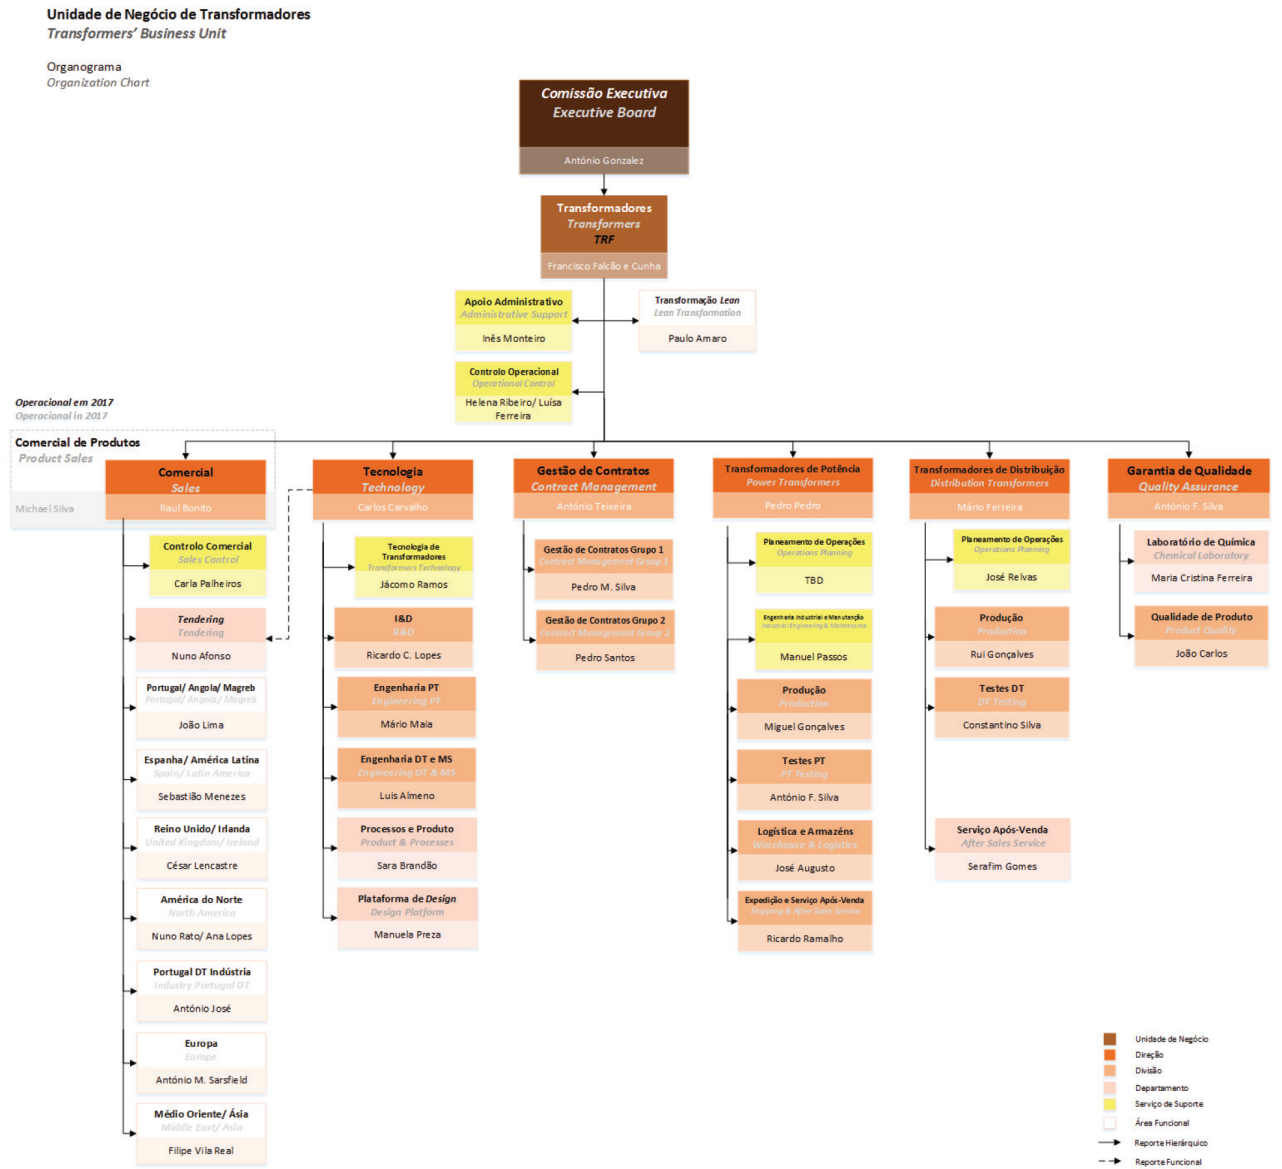 Unidade de Negócio de Transformadores
Transformers' Business Unit
Organograma
Organization Chart
Comissão Executiva
Executive Board
António Gonzalez
Transformadores
Transformers
TRF
Francisco Falcão e Cunha
Apoio Administrativo
Administrative Support
Inês Monteiro
Transformação Lean
Lean Transformation
Paulo Amaro
Controlo Operacional
Operational Control
Helena Ribeiro/ Luísa
Ferreira
Operacional em 2017
Operacional in 2017
Comercial de Produtos
Product Sales
Michael Silva
Comercial
Sales
Raul Bonito
Controlo Comercial
Sales Control
Carla Palheiros
Tendering
Tendering
Nuno Afonso
Portugal/ Angola/ Magreb
Portugal/ Angola/ Magreb
João Lima
Espanha/ América Latina
Spain/ Latin America
Sebastião Menezes
Reino Unido/ Irlanda
United Kingdom/ Ireland
César Lencastre
América do Norte
North America
Nuno Rato/ Ana Lopes
Portugal DT Indústria
Industry Portugal DT
António José
Europa
Europe
António M. Sarsfield
Médio Oriente/ Ásia
Middle East/ Asia
Filipe Vila Real
Tecnologia
Technology
Carlos Carvalho
Tecnologia de
Transformadores
Transformers Technology
Jácomo Ramos
I&D
R&D
Ricardo C. Lopes
Engenharia PT
Engineering PT
Mário Maia
Engenharia DT e MS
Engineering DT & MS
Luis Almeno
Processos e Produto
Product & Processes
Sara Brandão
Plataforma de Design
Design Platform
Manuela Preza
Gestão de Contratos
Contract Management
António Teixeira
Gestão de Contratos Grupo 1
Contract Management Group 1
Pedro M. Silva
Gestão de Contratos Grupo 2
Contract Management Group 2
Pedro Santos
Transformadores de Potência
Power Transformers
Pedro Pedro
Planeamento de Operações
Operations Planning
TBD
Engenharia Industrial e Manutenção
Industrial Engineering & Maintenance
Manuel Passos
Produção
Production
Miguel Gonçalves
Testes PT
PT Testing
António F. Silva
Logística e Armazéns
Warehouse & Logistics
José Augusto
Expedição e Serviço Após-Venda
Shipping & After Sales Service
Ricardo Ramalho
Transformadores de Distribuição
Distribution Transformers
Mário Ferreira
Planeamento de Operações
Operations Planning
José Relvas
Produção
Production
Rui Gonçalves
Testes DT
DT Testing
Constantino Silva
Serviço Após-Venda
After Sales Service
Serafim Gomes
Garantia de Qualidade
Quality Assurance
António F. Silva
Laboratório de Química
Chemical Laboratory
Maria Cristina Ferreira
Qualidade de Produto
Product Quality
João Carlos
Unidade de Negócio
Direção
Divisão
Departamento
Serviço de Suporte
Área Funcional
Reporte Hierárquico
Reporte Funcional